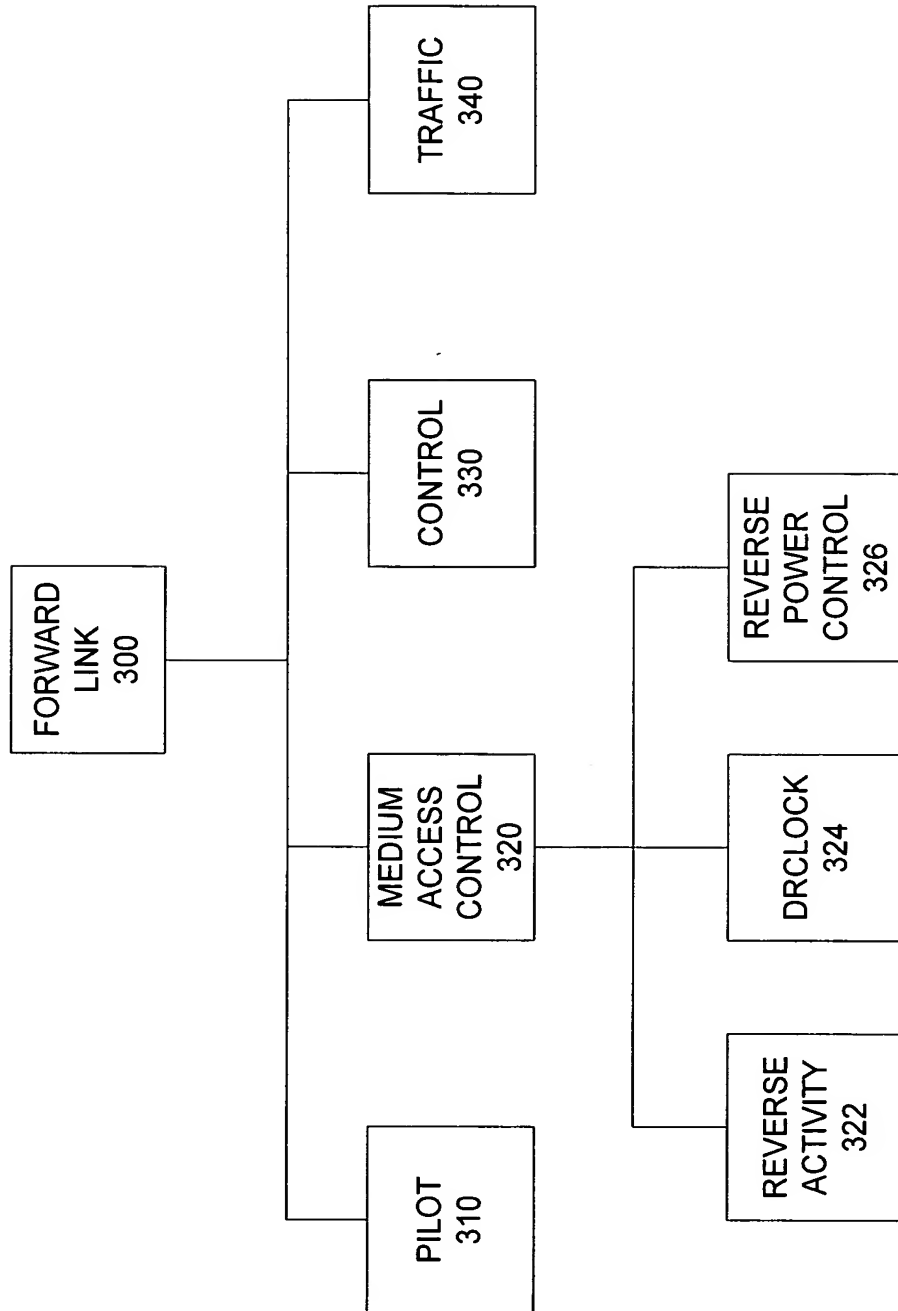 FORWARD
LINK
300
PILOT
310
MEDIUM
ACCESS
CONTROL
320
CONTROL
330
TRAFFIC
340
REVERSE
ACTIVITY
322
DRCLOCK
324
REVERSE
POWER
CONTROL
326